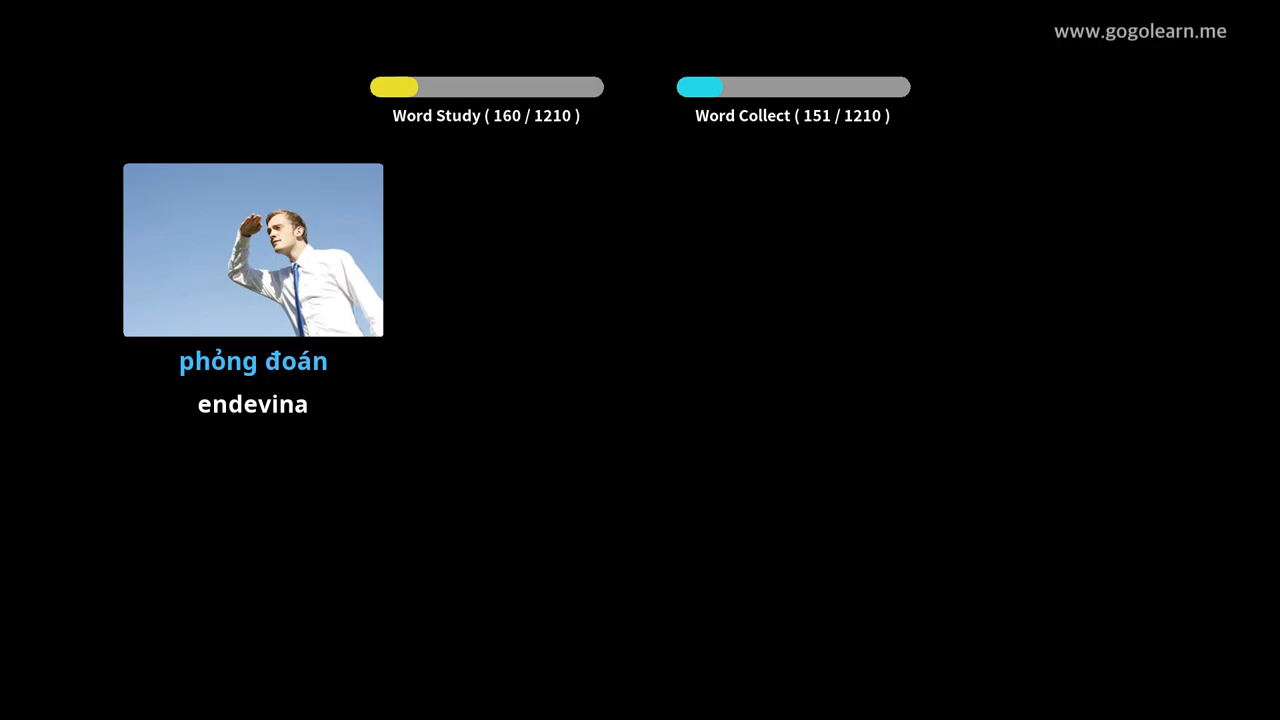 www.gogolearn.me
Word Study ( 160 / 1210 )
Word Collect ( 151 / 1210 )
phỏng đoán
endevina